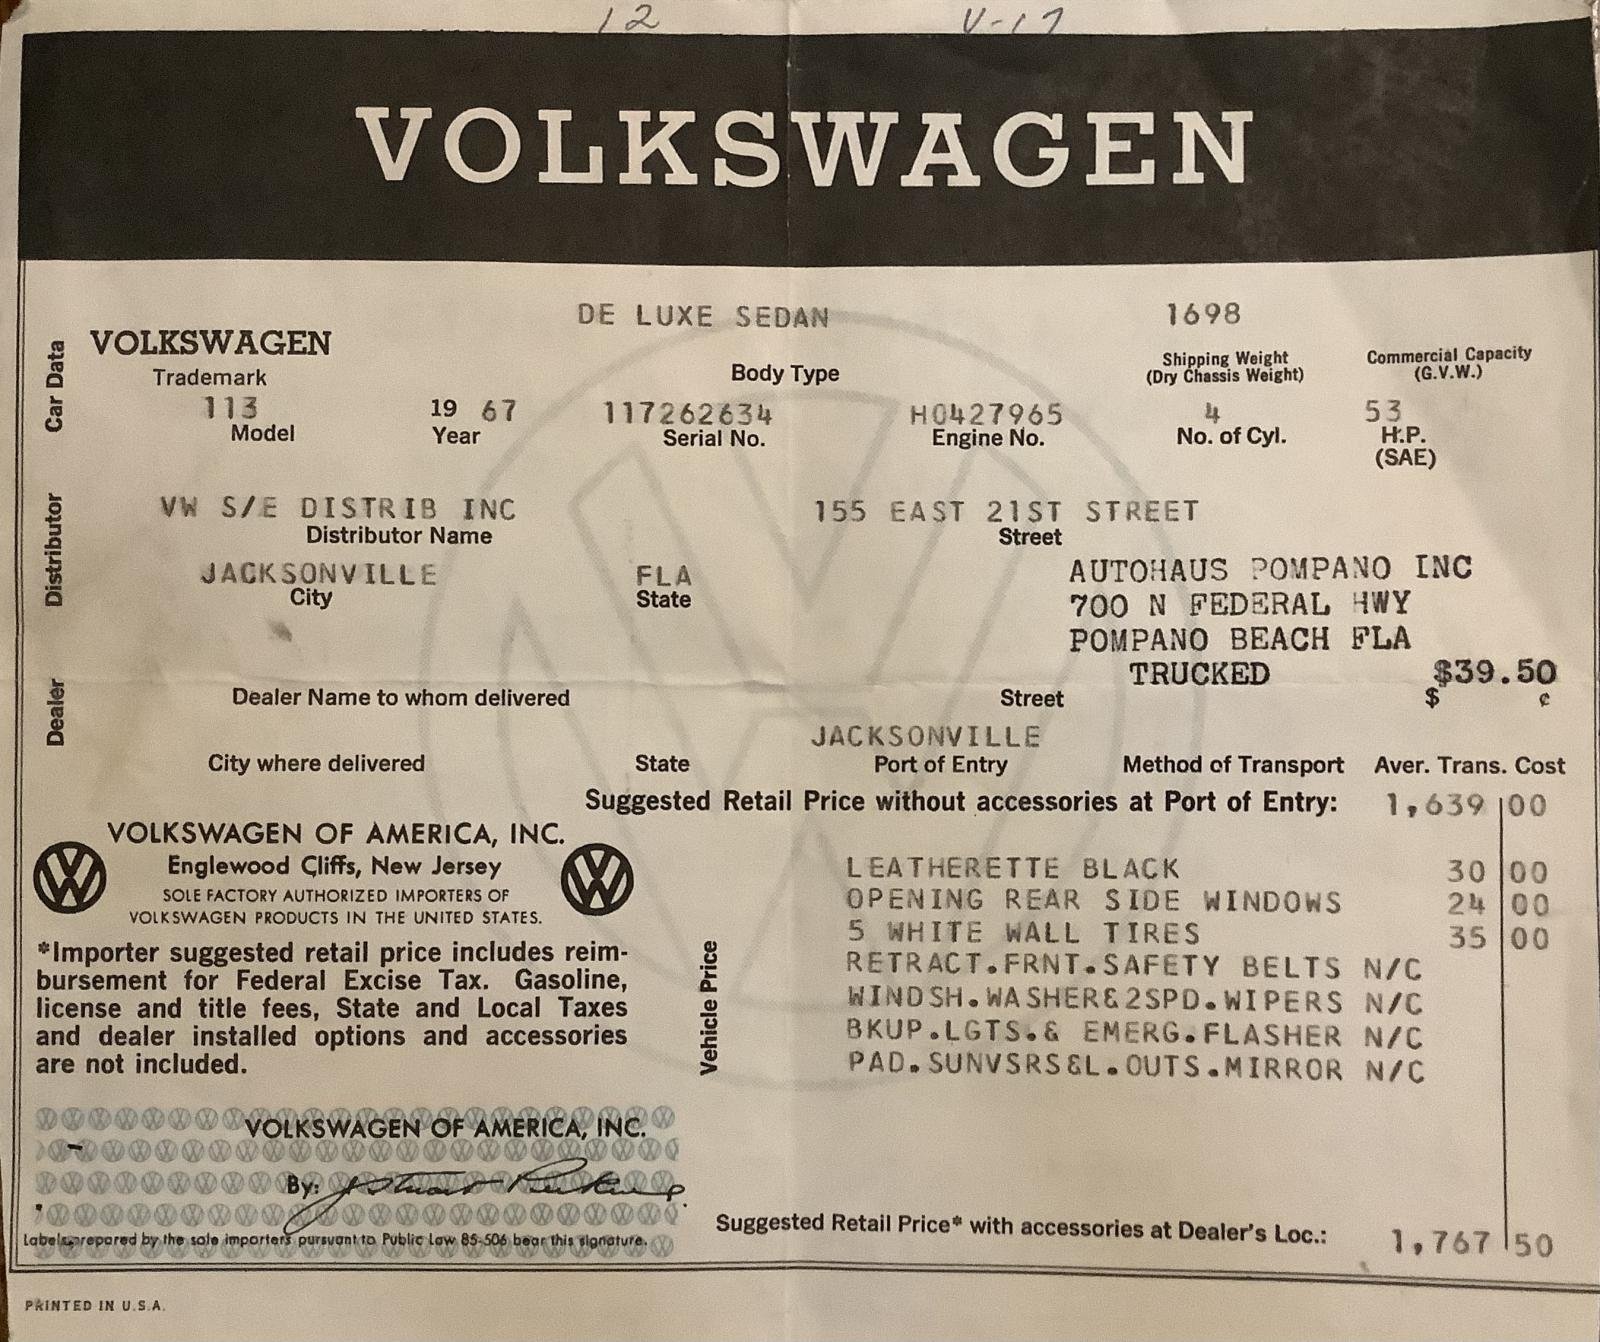 12 V-17
VOLKSWAGEN
DE LUXE SEDAN 1698
VOLKSWAGEN
Trademark Body Type Shipping Weight (Dry Chassis Weight) Commercial Capacity (G.V.W.)
Car Data
113 19 67 117262634 H0427965 4 53
Model Year Serial No. Engine No. No. of Cyl. H.P. (SAE)
Distributor
VW S/E DISTRIB INC 155 EAST 21ST STREET
Distributor Name Street
JACKSONVILLE FLA
City State
AUTOHAUS POMPANO INC
700 N FEDERAL HWY
POMPANO BEACH FLA
TRUCKED $39.50
Dealer
Dealer Name to whom delivered Street $ ¢
JACKSONVILLE
City where delivered State Port of Entry Method of Transport Aver. Trans. Cost
Suggested Retail Price without accessories at Port of Entry: 1,639 00
VOLKSWAGEN OF AMERICA, INC.
Englewood Cliffs, New Jersey
SOLE FACTORY AUTHORIZED IMPORTERS OF
VOLKSWAGEN PRODUCTS IN THE UNITED STATES.
*Importer suggested retail price includes reim-
bursement for Federal Excise Tax. Gasoline,
license and title fees, State and Local Taxes
and dealer installed options and accessories
are not included.
Vehicle Price
LEATHERETTE BLACK 30 00
OPENING REAR SIDE WINDOWS 24 00
5 WHITE WALL TIRES 35 00
RETRACT.FRNT.SAFETY BELTS N/C
WINDSH.WASHER&2SPD.WIPERS N/C
BKUP.LGTS.& EMERG.FLASHER N/C
PAD.SUNVSRS&L.OUTS.MIRROR N/C
VOLKSWAGEN OF AMERICA, INC.
By: J Stuart Perkins
Labels prepared by the sole importers pursuant to Public Law 85-506 bear this signature.
Suggested Retail Price* with accessories at Dealer's Loc.: 1,767 50
PRINTED IN U.S.A.